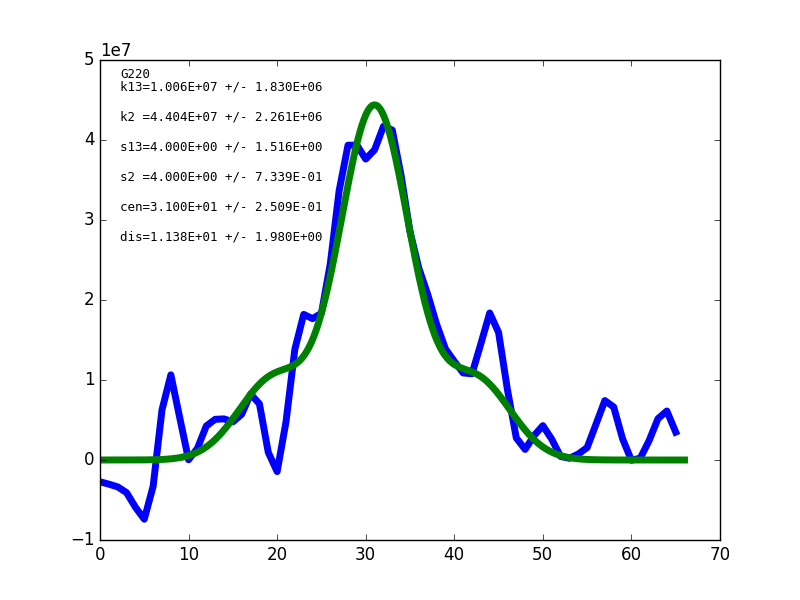 1e7
G220
k13=1.006E+07 +/- 1.830E+06
k2 =4.404E+07 +/- 2.261E+06
s13=4.000E+00 +/- 1.516E+00
s2 =4.000E+00 +/- 7.339E-01
cen=3.100E+01 +/- 2.509E-01
dis=1.138E+01 +/- 1.980E+00
5
4
3
2
1
0
−1
0 10 20 30 40 50 60 70